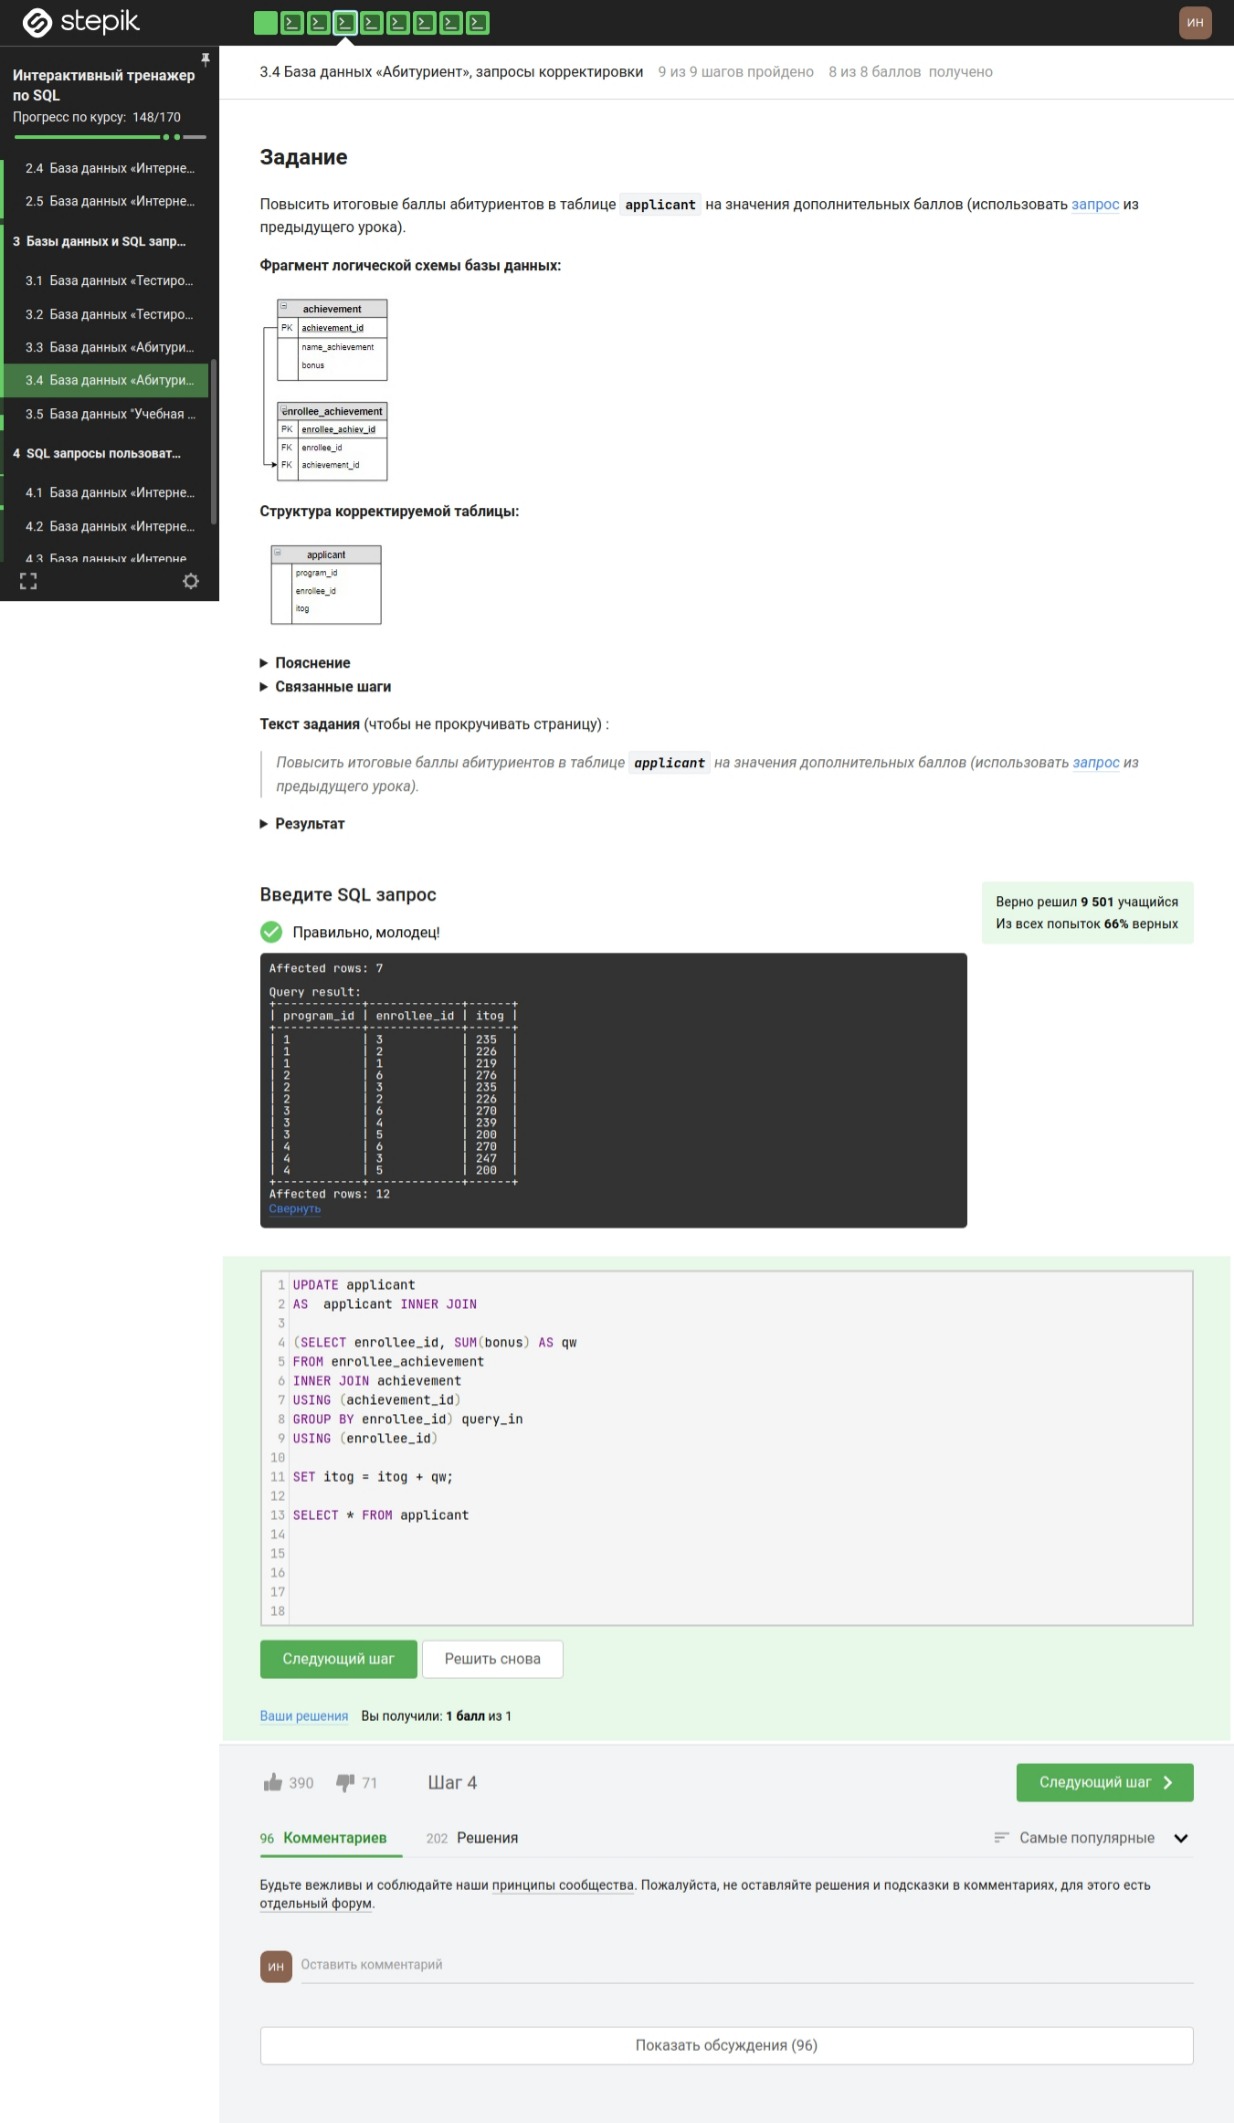 stepik
ИН
Интерактивный тренажер
по SQL
Прогресс по курсу: 148/170
2.4 База данных «Интерне...
2.5 База данных «Интерне...
3 Базы данных и SQL запр...
3.1 База данных «Тестиро...
3.2 База данных «Тестиро...
3.3 База данных «Абитури...
3.4 База данных «Абитури...
3.5 База данных "Учебная ...
4 SQL запросы пользоват...
4.1 База данных «Интерне...
4.2 База данных «Интерне...
4.3 База данных «Интерне
3.4 База данных «Абитуриент», запросы корректировки 9 из 9 шагов пройдено 8 из 8 баллов получено
Задание
Повысить итоговые баллы абитуриентов в таблице applicant на значения дополнительных баллов (использовать запрос из
предыдущего урока).
Фрагмент логической схемы базы данных:
achievement
PK achievement_id
name_achievement
bonus
enrollee_achievement
PK enrollee_achiev_id
FK enrollee_id
FK achievement_id
Структура корректируемой таблицы:
applicant
program_id
enrollee_id
itog
Пояснение
Связанные шаги
Текст задания (чтобы не прокручивать страницу) :
Повысить итоговые баллы абитуриентов в таблице applicant на значения дополнительных баллов (использовать запрос из
предыдущего урока).
Результат
Введите SQL запрос
Верно решил 9 501 учащийся
Из всех попыток 66% верных
Правильно, молодец!
Affected rows: 7
Query result:
+------------+-------------+------+
| program_id | enrollee_id | itog |
+------------+-------------+------+
| 1 | 3 | 235 |
| 1 | 2 | 226 |
| 1 | 1 | 219 |
| 2 | 6 | 276 |
| 2 | 3 | 235 |
| 2 | 2 | 226 |
| 3 | 6 | 270 |
| 3 | 4 | 239 |
| 3 | 5 | 200 |
| 4 | 6 | 270 |
| 4 | 3 | 247 |
| 4 | 5 | 200 |
+------------+-------------+------+
Affected rows: 12
Свернуть
1 UPDATE applicant
2 AS  applicant INNER JOIN
3
4 (SELECT enrollee_id, SUM(bonus) AS qw
5 FROM enrollee_achievement
6 INNER JOIN achievement
7 USING (achievement_id)
8 GROUP BY enrollee_id) query_in
9 USING (enrollee_id)
10
11 SET itog = itog + qw;
12
13 SELECT * FROM applicant
14
15
16
17
18
Следующий шаг Решить снова
Ваши решения Вы получили: 1 балл из 1
390 71 Шаг 4 Следующий шаг
96 Комментариев 202 Решения Самые популярные
Будьте вежливы и соблюдайте наши принципы сообщества. Пожалуйста, не оставляйте решения и подсказки в комментариях, для этого есть
отдельный форум.
ИН Оставить комментарий
Показать обсуждения (96)